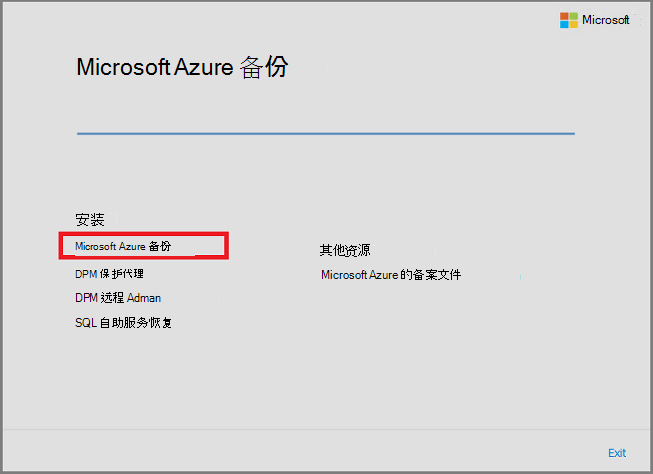 Microsoft
Microsoft Azure 备份
安装
Microsoft Azure 备份
DPM 保护代理
DPM 远程 Adman
SQL 自助服务恢复
其他资源
Microsoft Azure 的备案文件
Exit